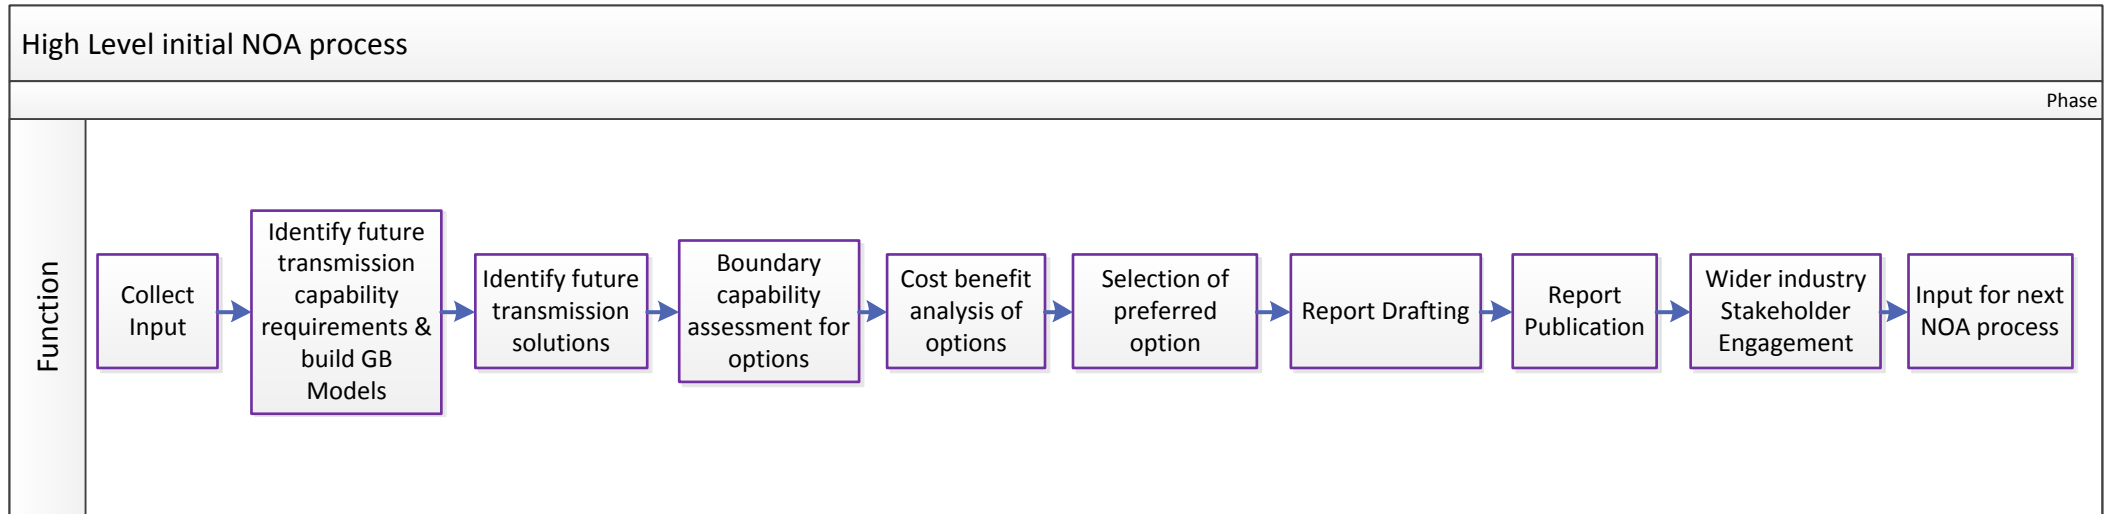 High Level initial NOA process
Phase
Function
Collect
Input
Identify future
transmission
capability
requirements &
build GB
Models
Identify future
transmission
solutions
Boundary
capability
assessment for
options
Cost benefit
analysis of
options
Selection of
preferred
option
Report Drafting
Report
Publication
Wider industry
Stakeholder
Engagement
Input for next
NOA process